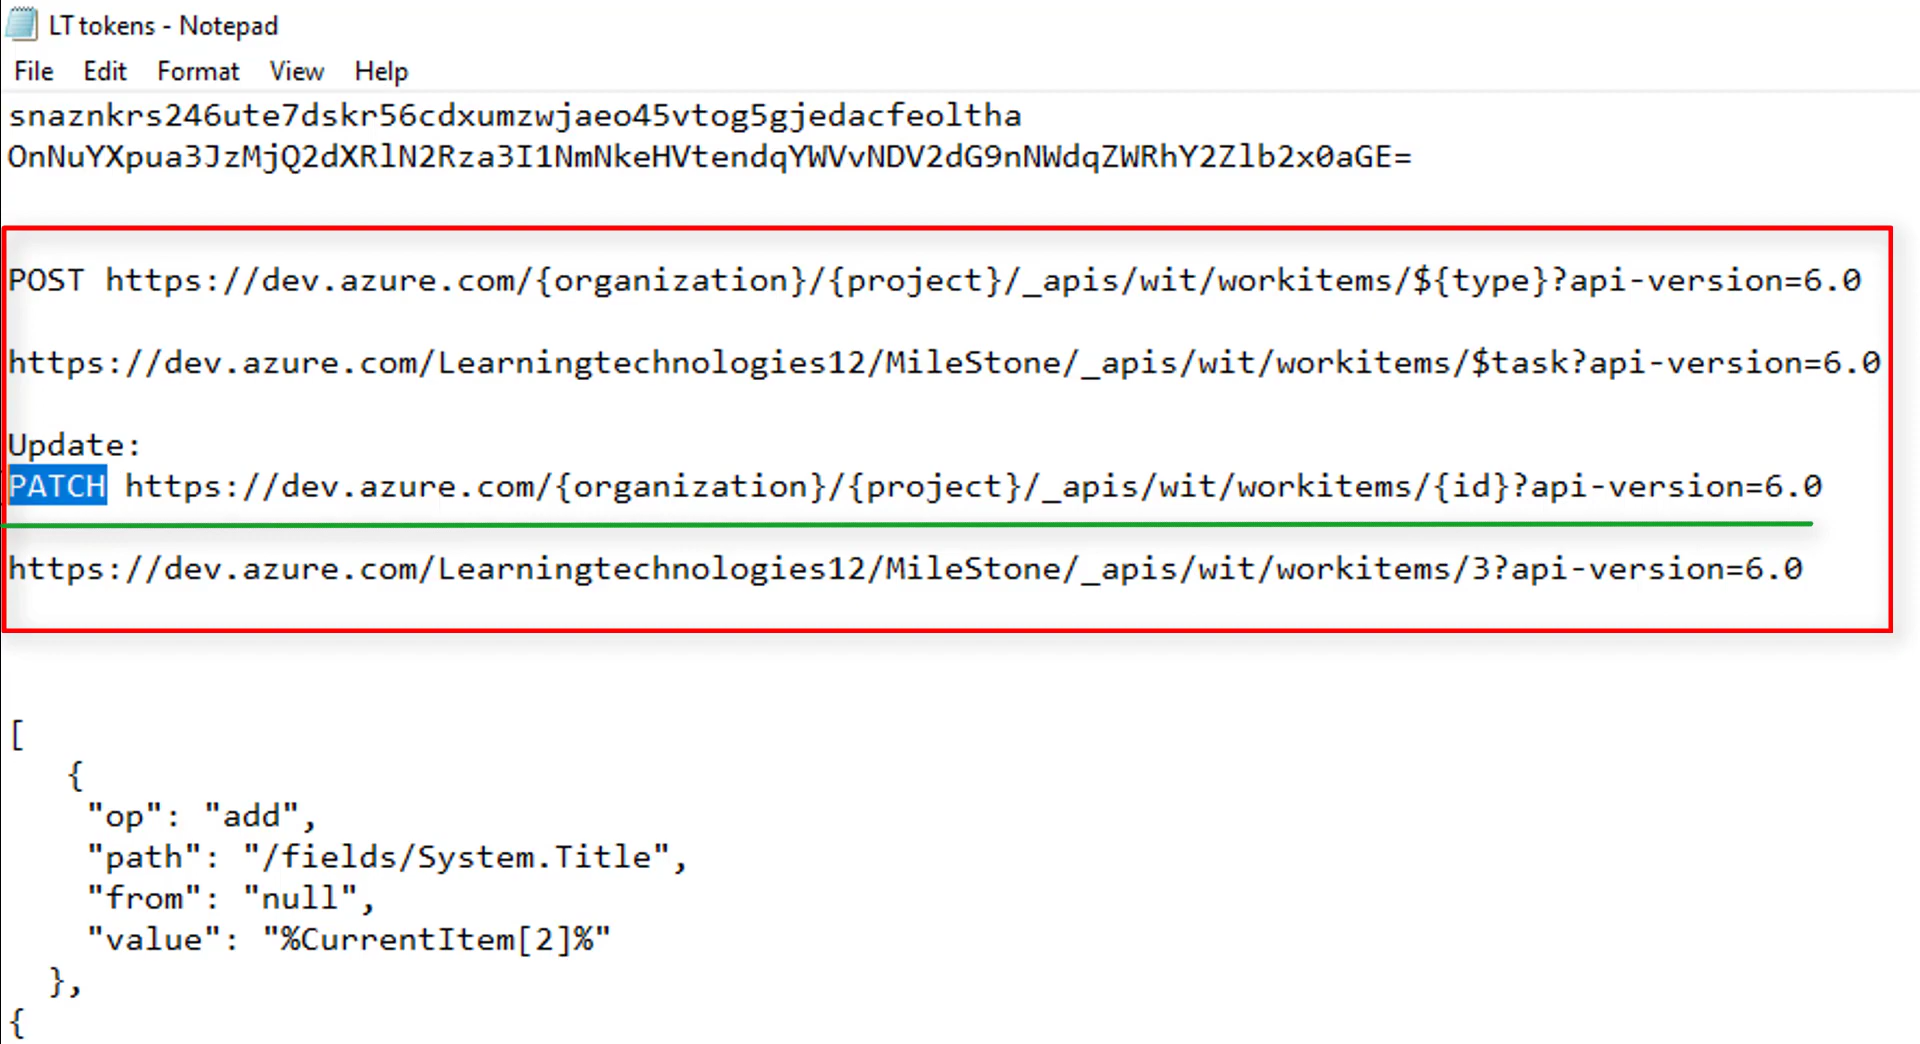 LT tokens - Notepad
File Edit Format View Help
snaznkrs246ute7dskr56cdxumzwjaeo45vtog5gjedacfeoltha
OnNuYXpua3JzMjQ2dXRlN2Rza3I1NmNkeHVtendqYWVvNDV2dG9nNWdqZWRhY2Zlb2x0aGE=
POST https://dev.azure.com/{organization}/{project}/_apis/wit/workitems/${type}?api-version=6.0
https://dev.azure.com/Learningtechnologies12/MileStone/_apis/wit/workitems/$task?api-version=6.0
Update:
PATCH https://dev.azure.com/{organization}/{project}/_apis/wit/workitems/{id}?api-version=6.0
https://dev.azure.com/Learningtechnologies12/MileStone/_apis/wit/workitems/3?api-version=6.0
[
{
"op": "add",
"path": "/fields/System.Title",
"from": "null",
"value": "%CurrentItem[2]%"
},
{